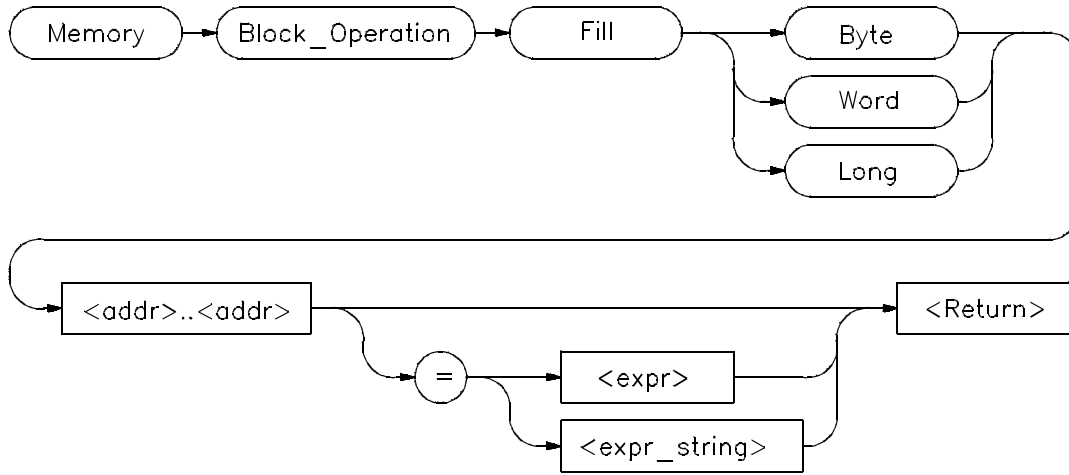 Memory Block_Operation Fill Byte
Word
Long
<addr>..<addr> <Return>
= <expr>
<expr_string>